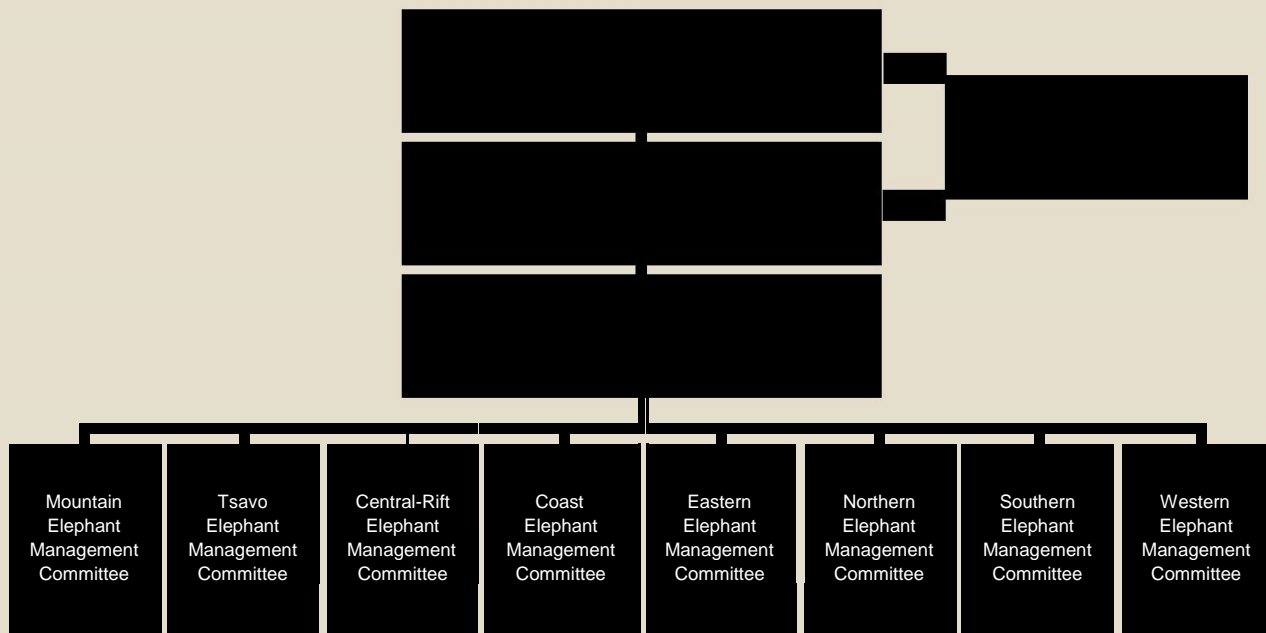 Mountain
Elephant
Management
Committee
Tsavo
Elephant
Management
Committee
Central-Rift
Elephant
Management
Committee
Coast
Elephant
Management
Committee
Eastern
Elephant
Management
Committee
Northern
Elephant
Management
Committee
Southern
Elephant
Management
Committee
Western
Elephant
Management
Committee